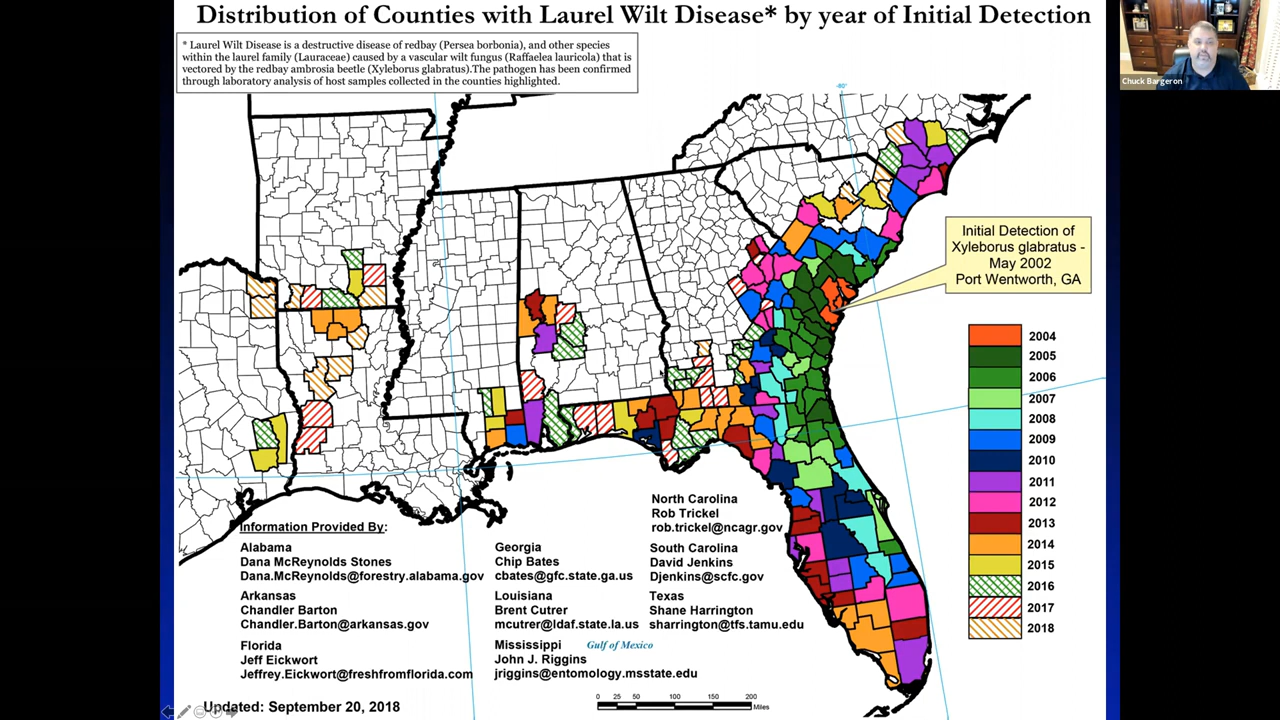 Distribution of Counties with Laurel Wilt Disease* by year of Initial Detection
* Laurel Wilt Disease is a destructive disease of redbay (Persea borbonia), and other species
within the laurel family (Lauraceae) caused by a vascular wilt fungus (Raffaelea lauricola) that is
vectored by the redbay ambrosia beetle (Xyleborus glabratus).The pathogen has been confirmed
through laboratory analysis of host samples collected in the counties highlighted.
Chuck Bargeron
-80°
Initial Detection of
Xyleborus glabratus -
May 2002
Port Wentworth, GA
2004
2005
2006
2007
2008
2009
2010
2011
2012
2013
2014
2015
2016
2017
2018
Information Provided By:
Alabama
Dana McReynolds Stones
Dana.McReynolds@forestry.alabama.gov
Arkansas
Chandler Barton
Chandler.Barton@arkansas.gov
Florida
Jeff Eickwort
Jeffrey.Eickwort@freshfromflorida.com
Georgia
Chip Bates
cbates@gfc.state.ga.us
Louisiana
Brent Cutrer
mcutrer@ldaf.state.la.us
Mississippi
John J. Riggins
jriggins@entomology.msstate.edu
North Carolina
Rob Trickel
rob.trickel@ncagr.gov
South Carolina
David Jenkins
Djenkins@scfc.gov
Texas
Shane Harrington
sharrington@tfs.tamu.edu
Gulf of Mexico
0 25 50 100 150 200
Miles
Updated: September 20, 2018